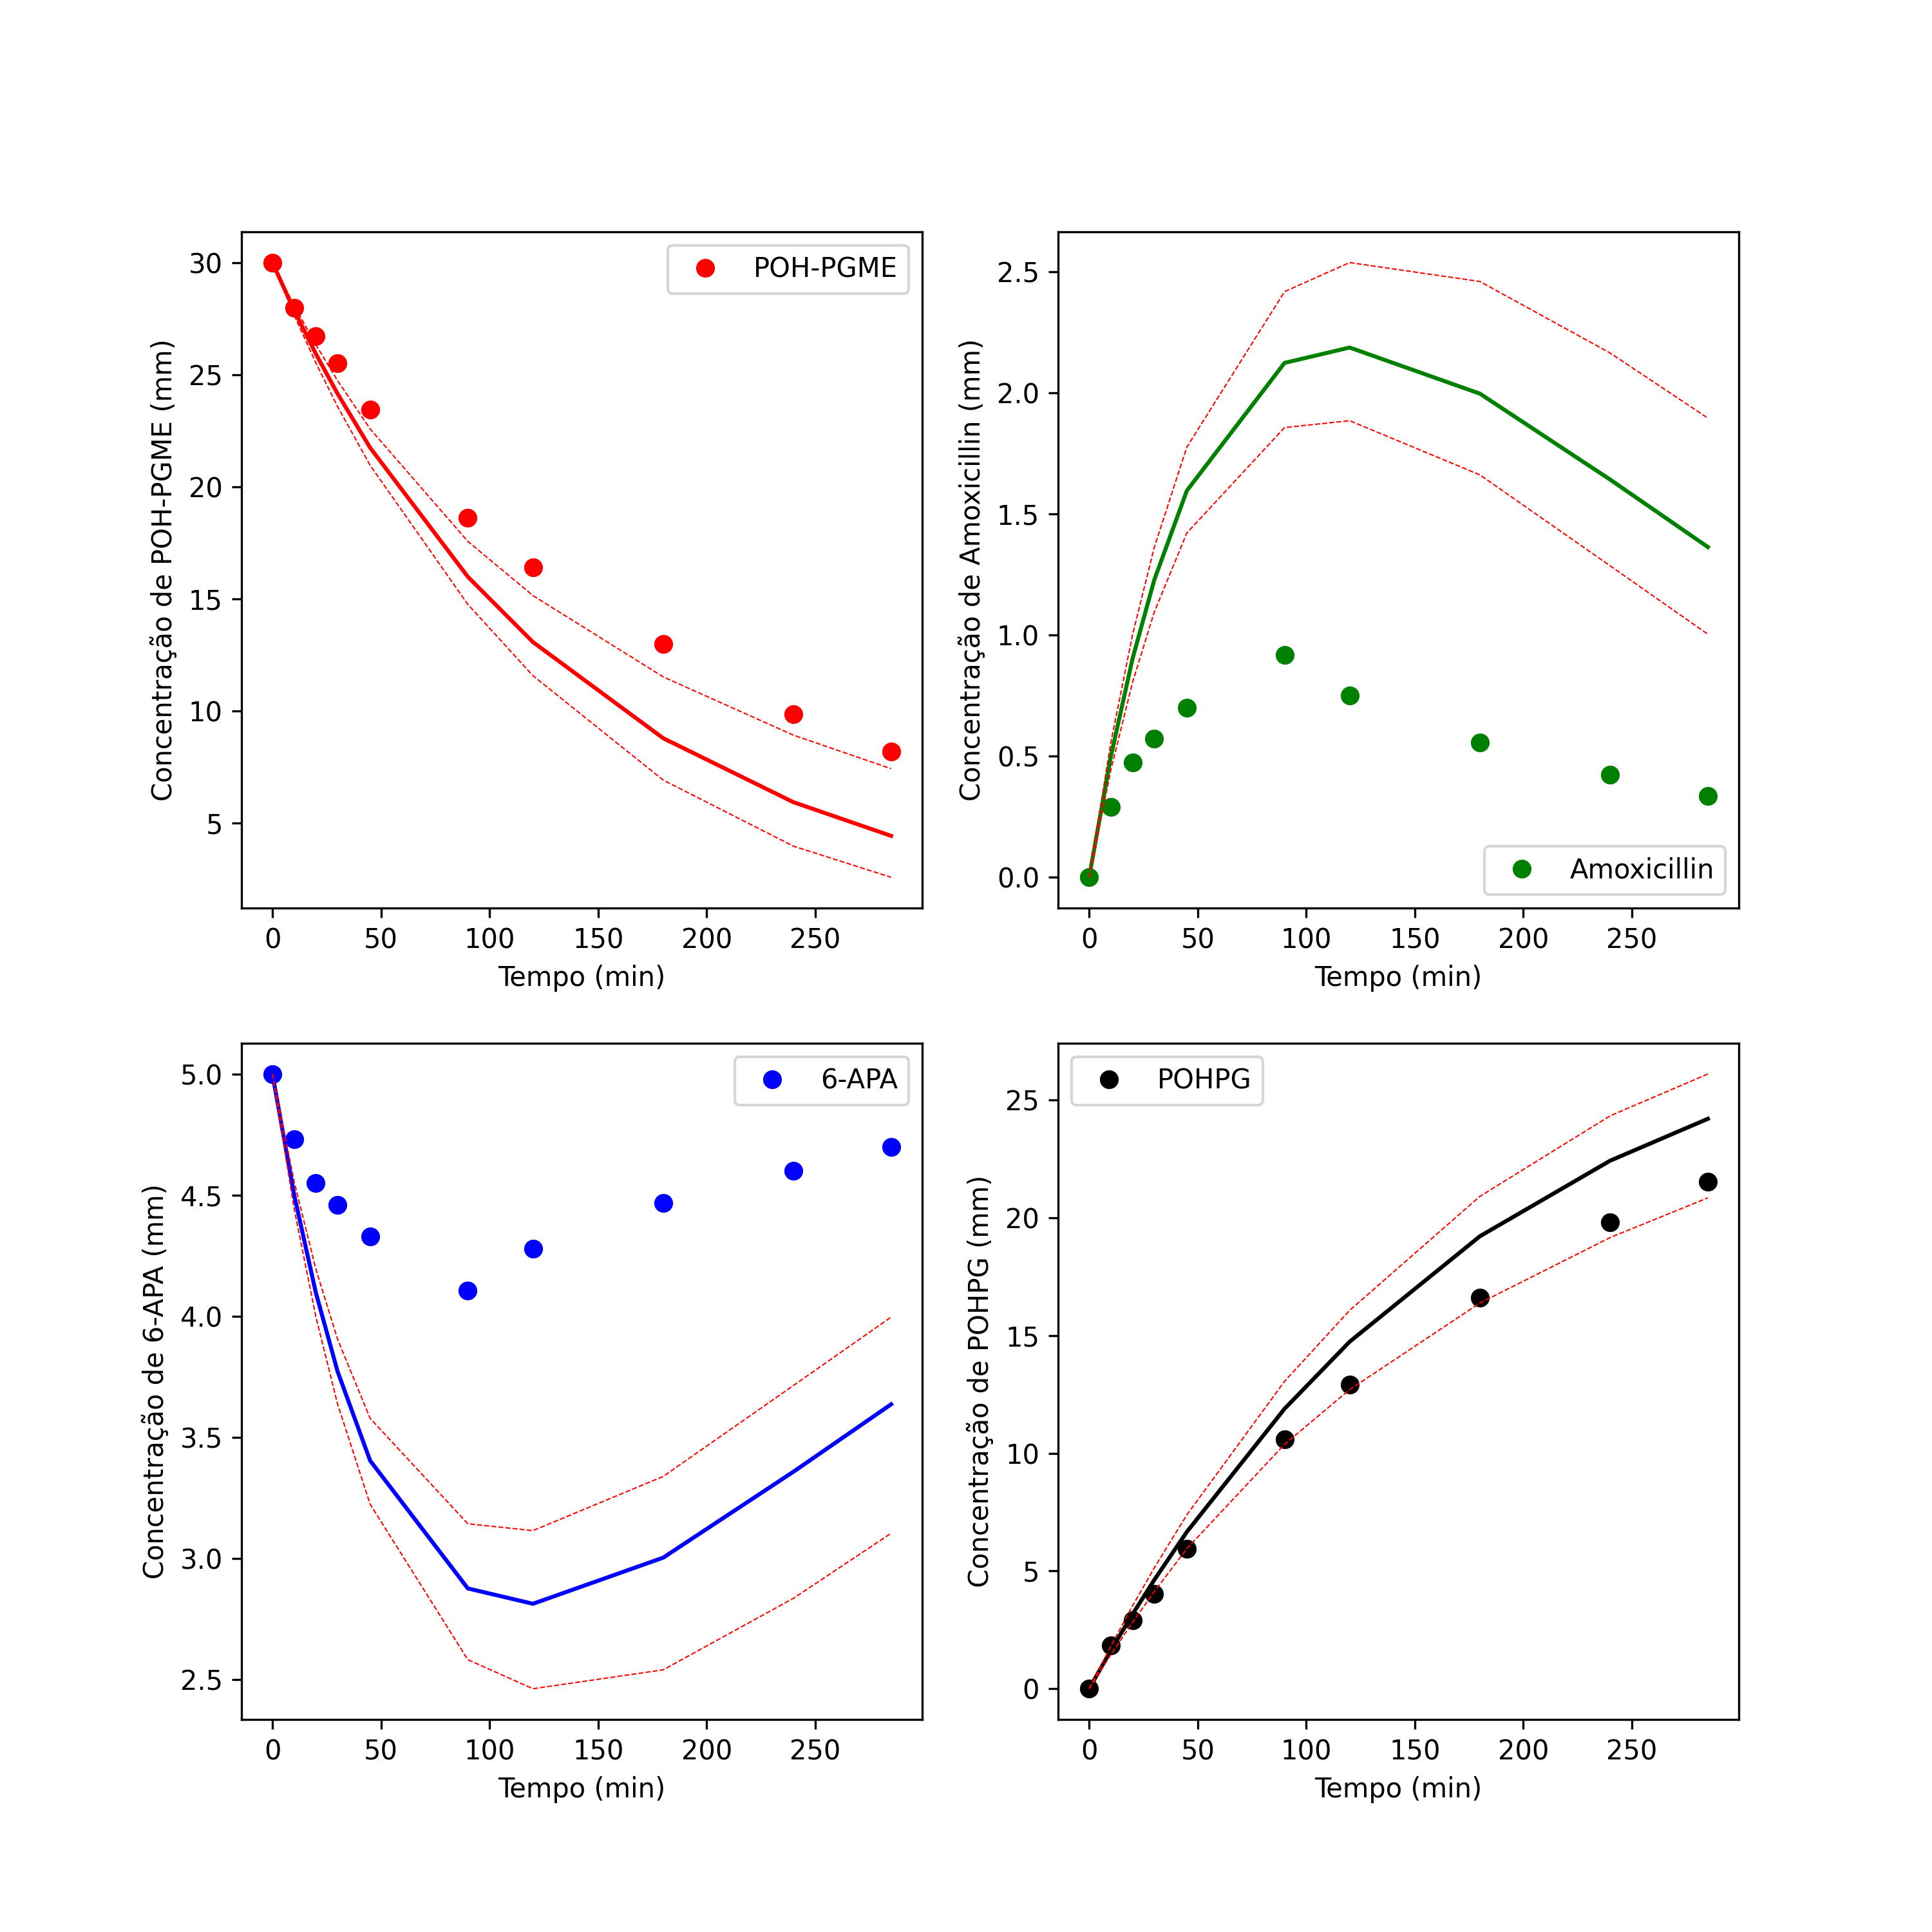 Concentração de POH-PGME (mm)
30
25
20
15
10
5
POH-PGME
0 50 100 150 200 250
Tempo (min)
Concentração de Amoxicillin (mm)
2.5
2.0
1.5
1.0
0.5
0.0
Amoxicillin
0 50 100 150 200 250
Tempo (min)
Concentração de 6-APA (mm)
5.0
4.5
4.0
3.5
3.0
2.5
6-APA
0 50 100 150 200 250
Tempo (min)
Concentração de POHPG (mm)
25
20
15
10
5
0
POHPG
0 50 100 150 200 250
Tempo (min)